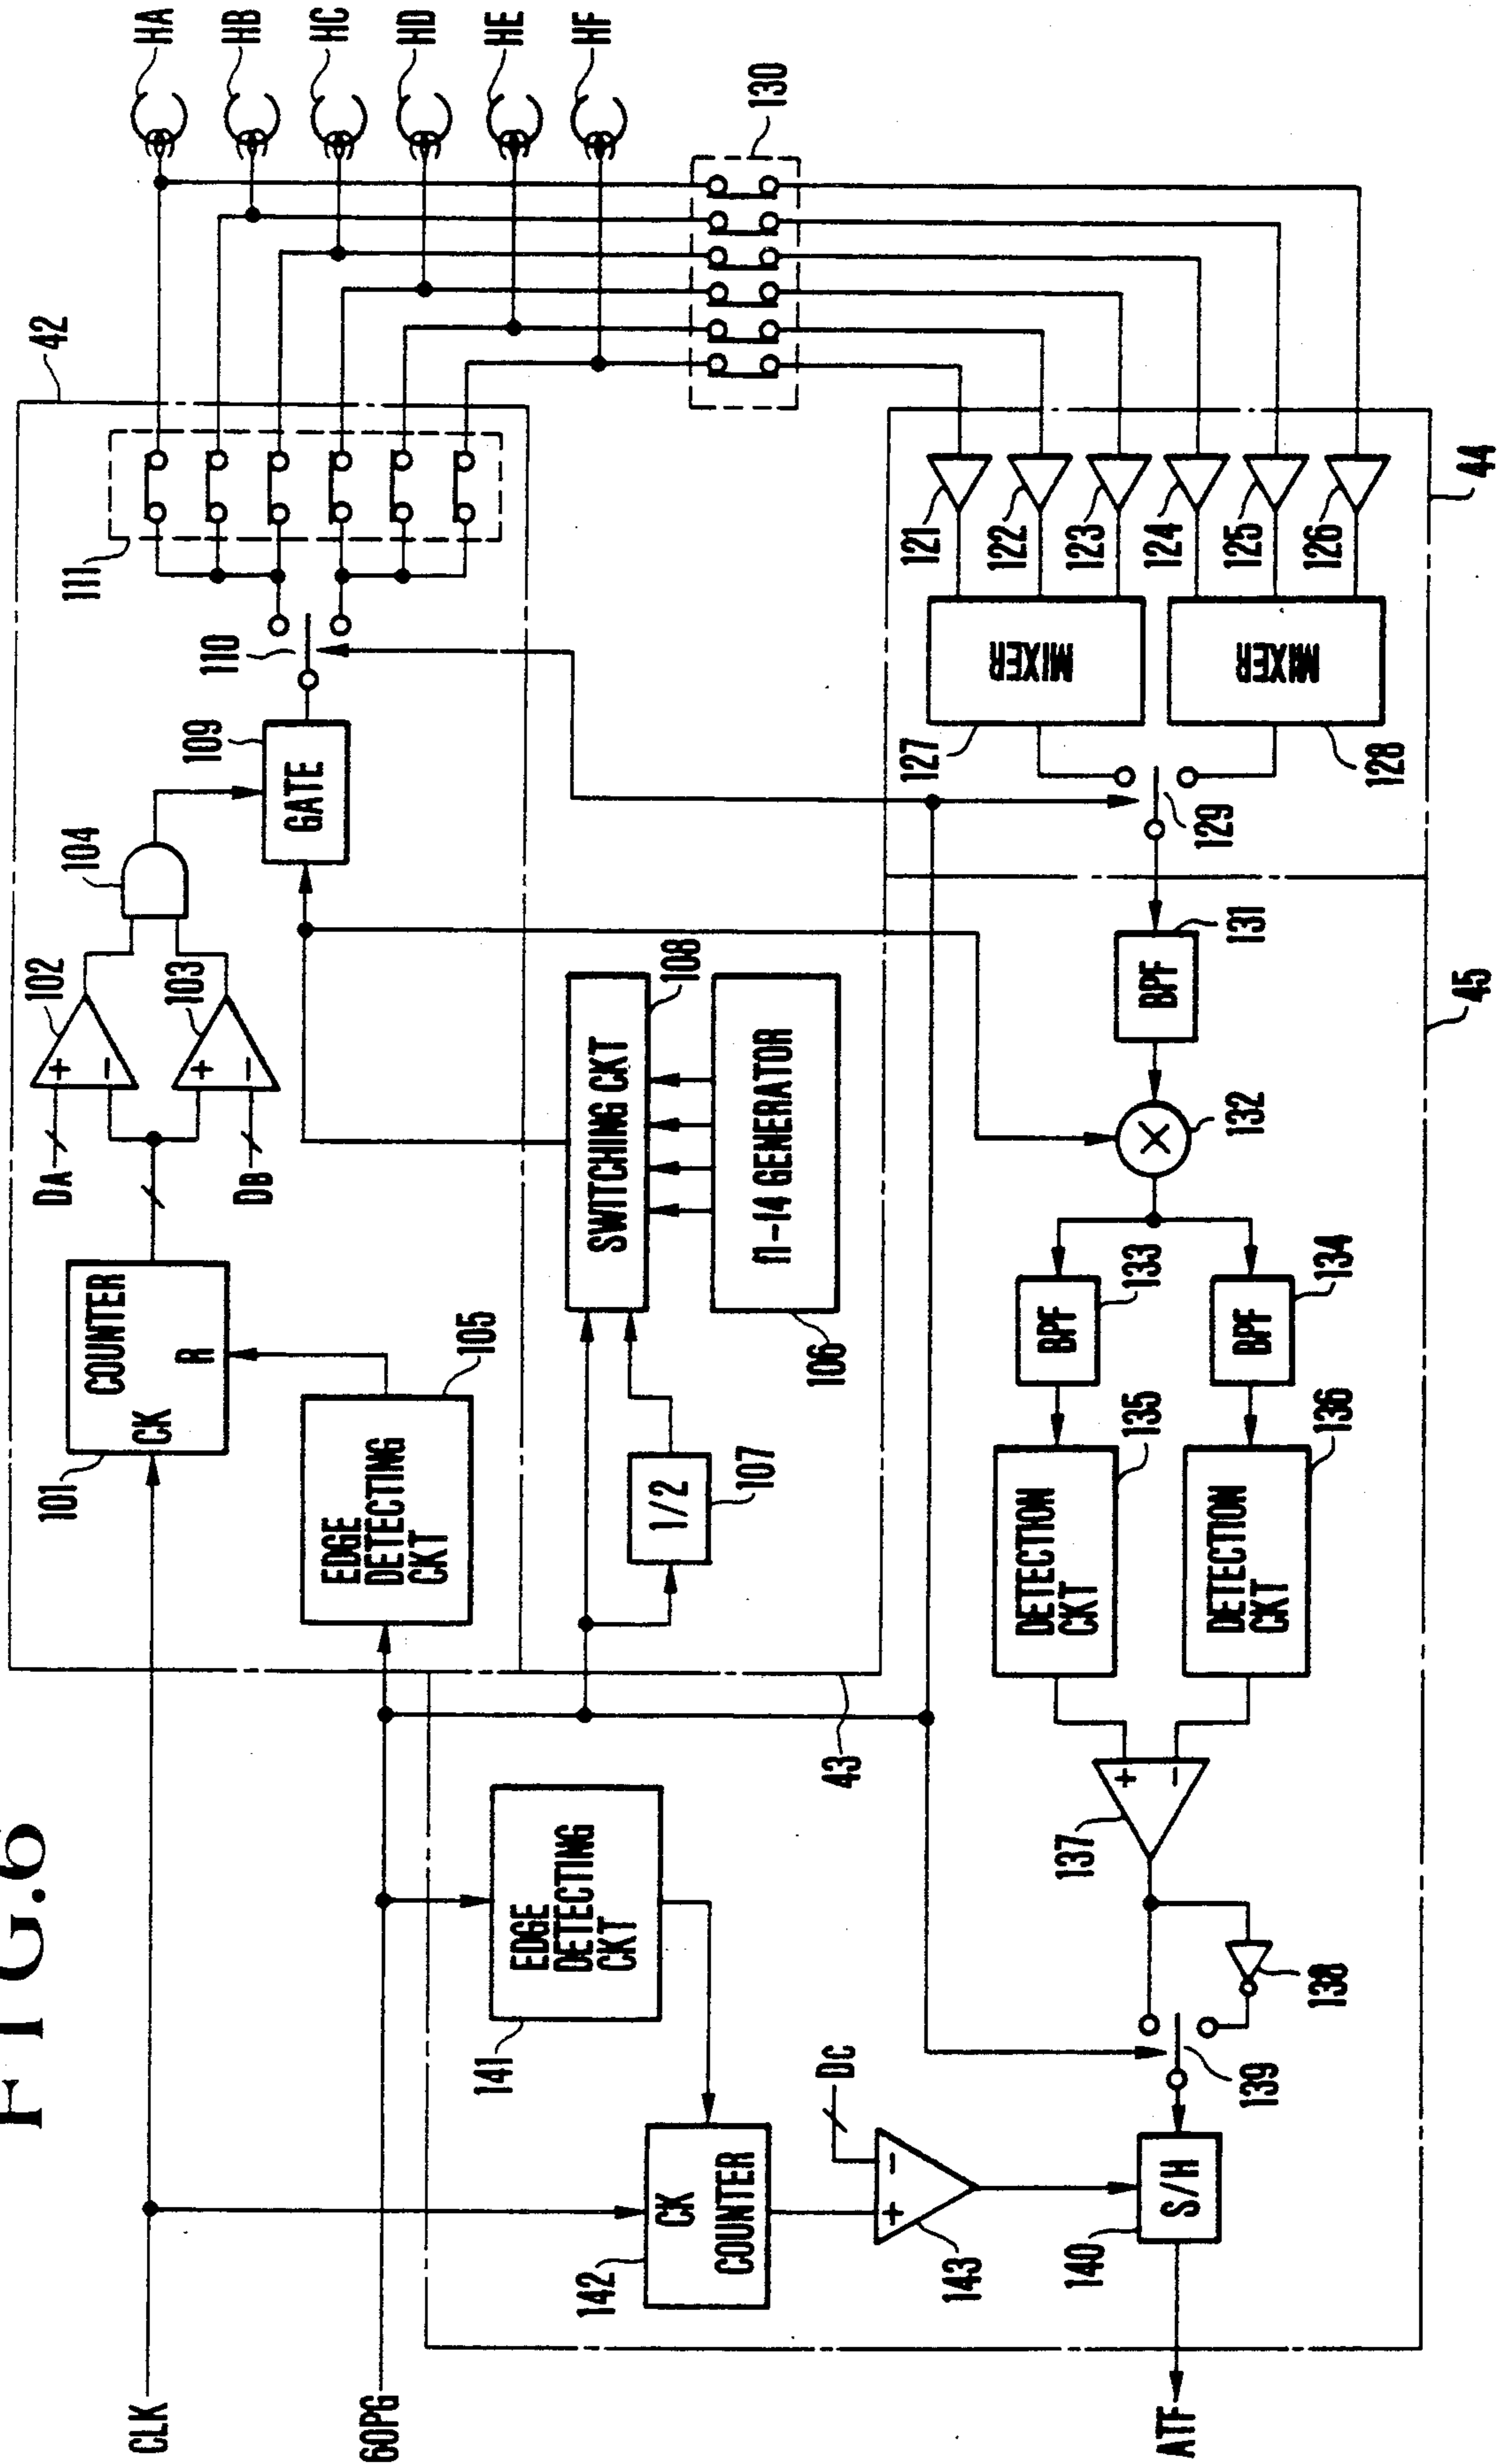 FIG.6
CLK
60PG
ATF
101
COUNTER
CK
R
DA
DB
102
103
104
105
EDGE
DETECTING
CKT
109
GATE
110
111
42
HA
HB
HC
HD
HE
HF
130
106
f1-f4 GENERATOR
107
1/2
108
SWITCHING CKT
43
44
45
121
122
123
124
125
126
MIXER
127
MIXER
128
129
131
BPF
132
133
BPF
134
BPF
135
DETECTION
CKT
136
DETECTION
CKT
137
+
-
138
139
140
S/H
141
EDGE
DETECTING
CKT
142
CK
COUNTER
143
+
-
DC
+
-
+
-